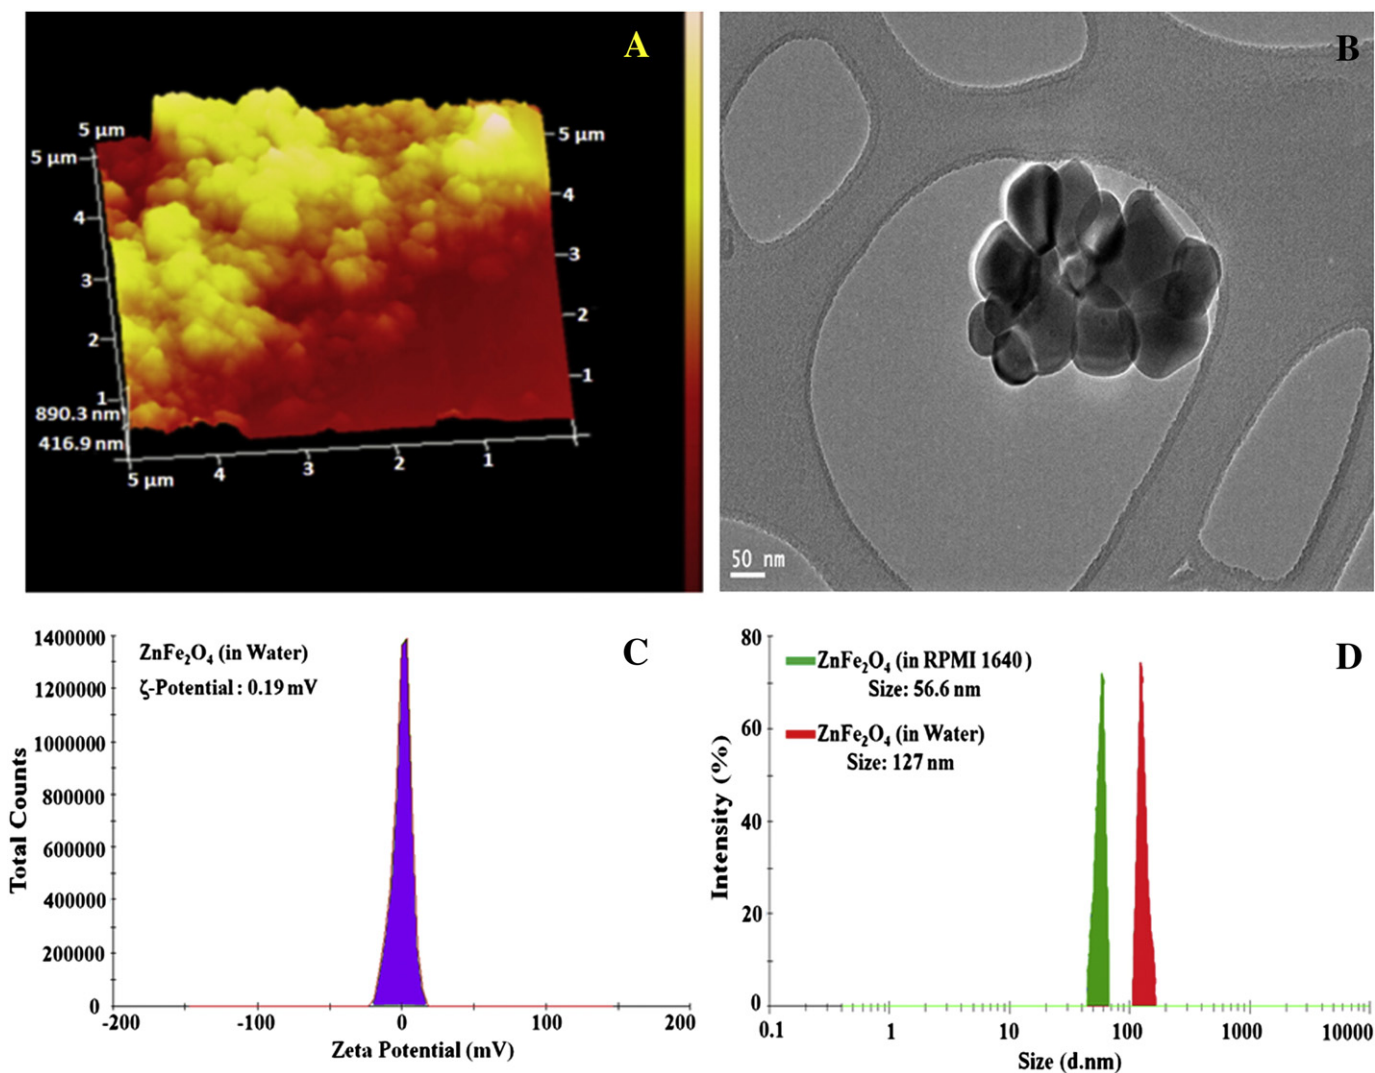 A
5 μm
5 μm
4
3
2
1
890.3 nm
416.9 nm
5 μm
4
3
2
1
5 μm
4
3
2
1
B
50 nm
C
ZnFe₂O₄ (in Water)
ζ-Potential : 0.19 mV
Total Counts
1400000
1200000
1000000
800000
600000
400000
200000
0
-200 -100 0 100 200
Zeta Potential (mV)
D
ZnFe₂O₄ (in RPMI 1640)
Size: 56.6 nm
ZnFe₂O₄ (in Water)
Size: 127 nm
Intensity (%)
80
60
40
20
0
0.1 1 10 100 1000 10000
Size (d.nm)